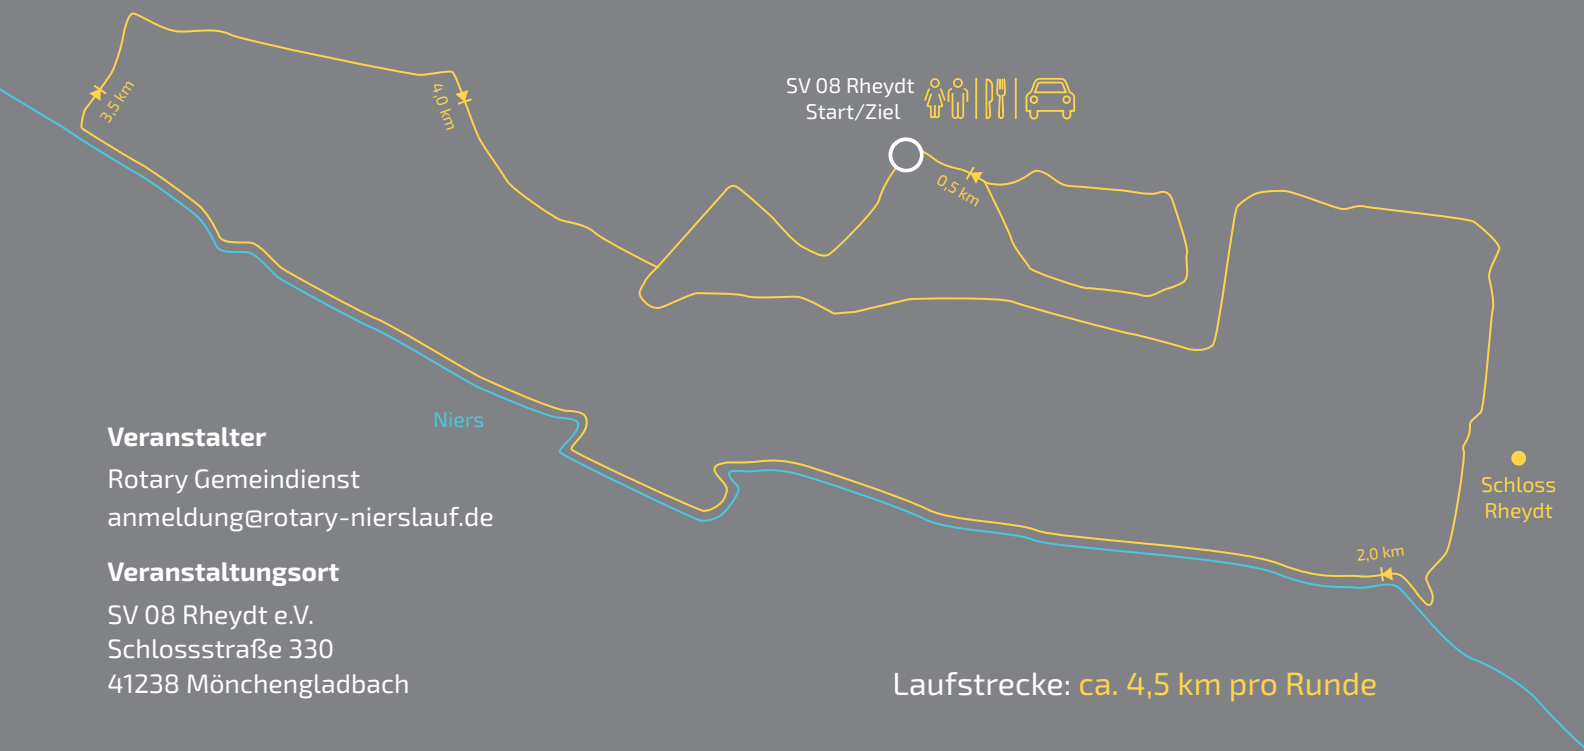 3,5 km
4,0 km
SV 08 Rheydt
Start/Ziel
0,5 km
Niers
Veranstalter
Rotary Gemeindienst
anmeldung@rotary-nierslauf.de
Veranstaltungsort
SV 08 Rheydt e.V.
Schlossstraße 330
41238 Mönchengladbach
Schloss
Rheydt
2,0 km
Laufstrecke: ca. 4,5 km pro Runde